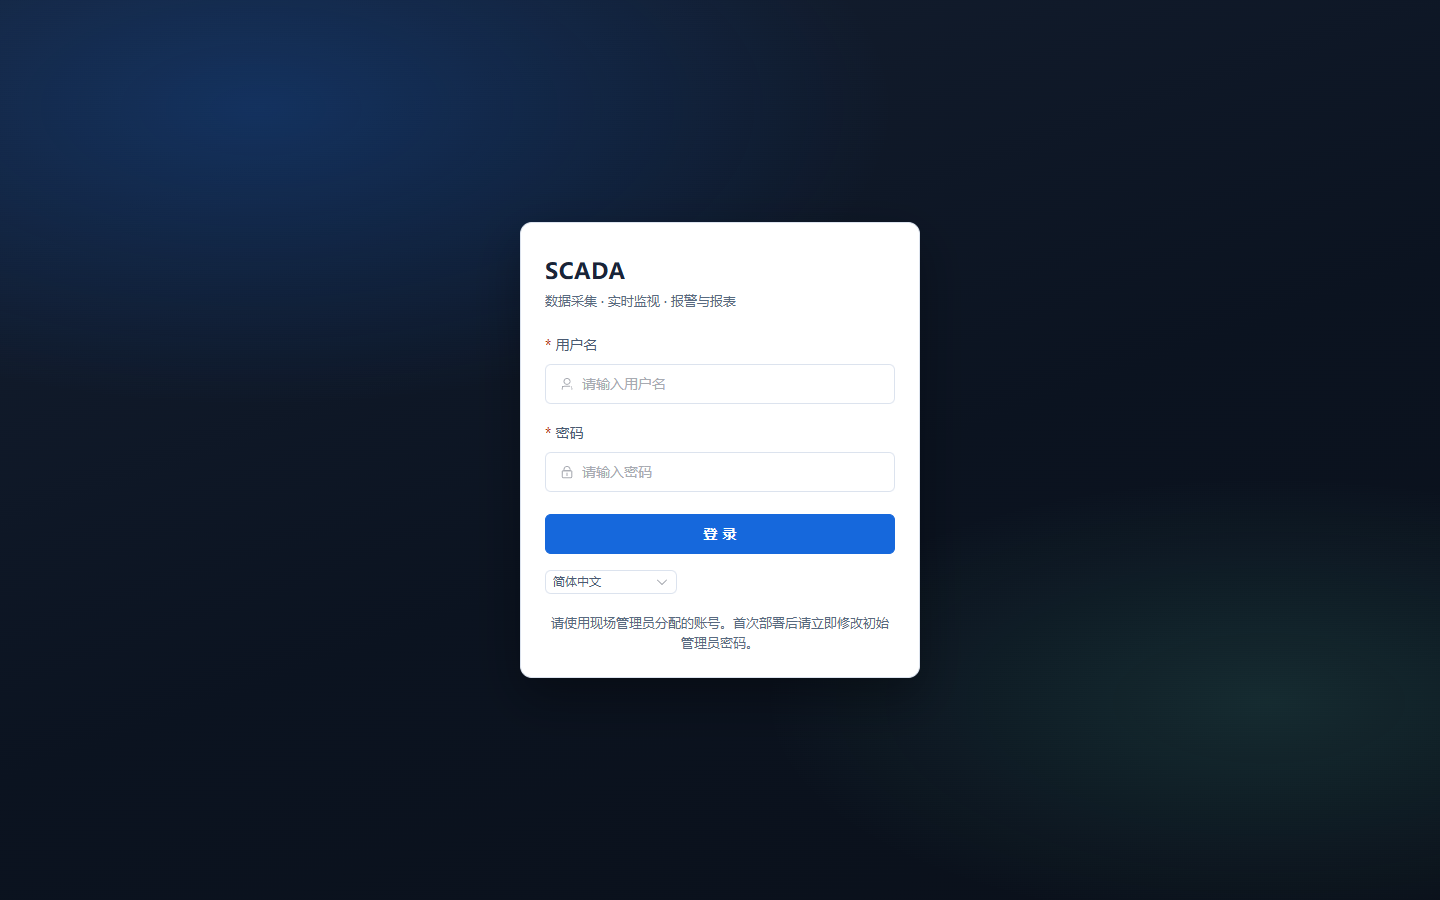 SCADA
数据采集 · 实时监视 · 报警与报表
* 用户名
请输入用户名
* 密码
请输入密码
登 录
简体中文
请使用现场管理员分配的账号。首次部署后请立即修改初始
管理员密码。